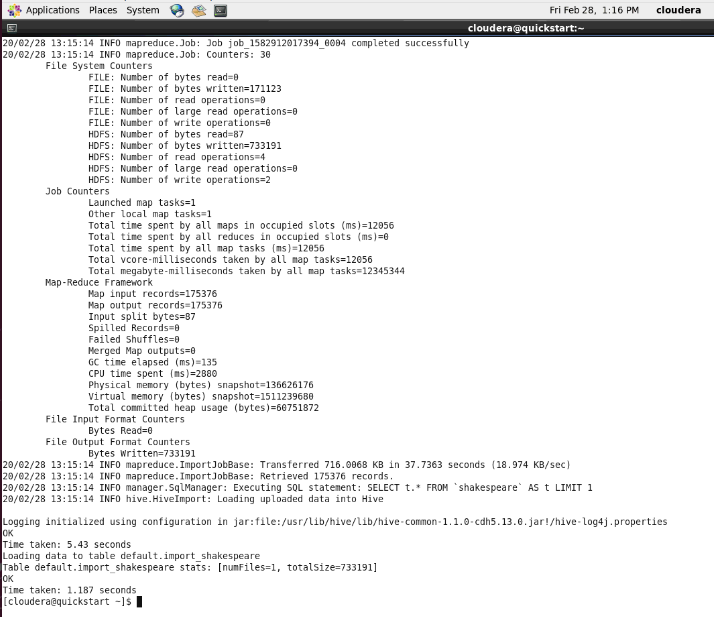 Applications Places System Fri Feb 28, 1:16 PM cloudera
cloudera@quickstart:~
20/02/28 13:15:14 INFO mapreduce.Job: Job job_1582912017394_0004 completed successfully
20/02/28 13:15:14 INFO mapreduce.Job: Counters: 30
File System Counters
FILE: Number of bytes read=0
FILE: Number of bytes written=171123
FILE: Number of read operations=0
FILE: Number of large read operations=0
FILE: Number of write operations=0
HDFS: Number of bytes read=87
HDFS: Number of bytes written=733191
HDFS: Number of read operations=4
HDFS: Number of large read operations=0
HDFS: Number of write operations=2
Job Counters
Launched map tasks=1
Other local map tasks=1
Total time spent by all maps in occupied slots (ms)=12056
Total time spent by all reduces in occupied slots (ms)=0
Total time spent by all map tasks (ms)=12056
Total vcore-milliseconds taken by all map tasks=12056
Total megabyte-milliseconds taken by all map tasks=12345344
Map-Reduce Framework
Map input records=175376
Map output records=175376
Input split bytes=87
Spilled Records=0
Failed Shuffles=0
Merged Map outputs=0
GC time elapsed (ms)=135
CPU time spent (ms)=2880
Physical memory (bytes) snapshot=136626176
Virtual memory (bytes) snapshot=1511239680
Total committed heap usage (bytes)=60751872
File Input Format Counters
Bytes Read=0
File Output Format Counters
Bytes Written=733191
20/02/28 13:15:14 INFO mapreduce.ImportJobBase: Transferred 716.0068 KB in 37.7363 seconds (18.974 KB/sec)
20/02/28 13:15:14 INFO mapreduce.ImportJobBase: Retrieved 175376 records.
20/02/28 13:15:14 INFO manager.SqlManager: Executing SQL statement: SELECT t.* FROM `shakespeare` AS t LIMIT 1
20/02/28 13:15:14 INFO hive.HiveImport: Loading uploaded data into Hive
Logging initialized using configuration in jar:file:/usr/lib/hive/lib/hive-common-1.1.0-cdh5.13.0.jar!/hive-log4j.properties
OK
Time taken: 5.43 seconds
Loading data to table default.import_shakespeare
Table default.import_shakespeare stats: [numFiles=1, totalSize=733191]
OK
Time taken: 1.187 seconds
[cloudera@quickstart ~]$